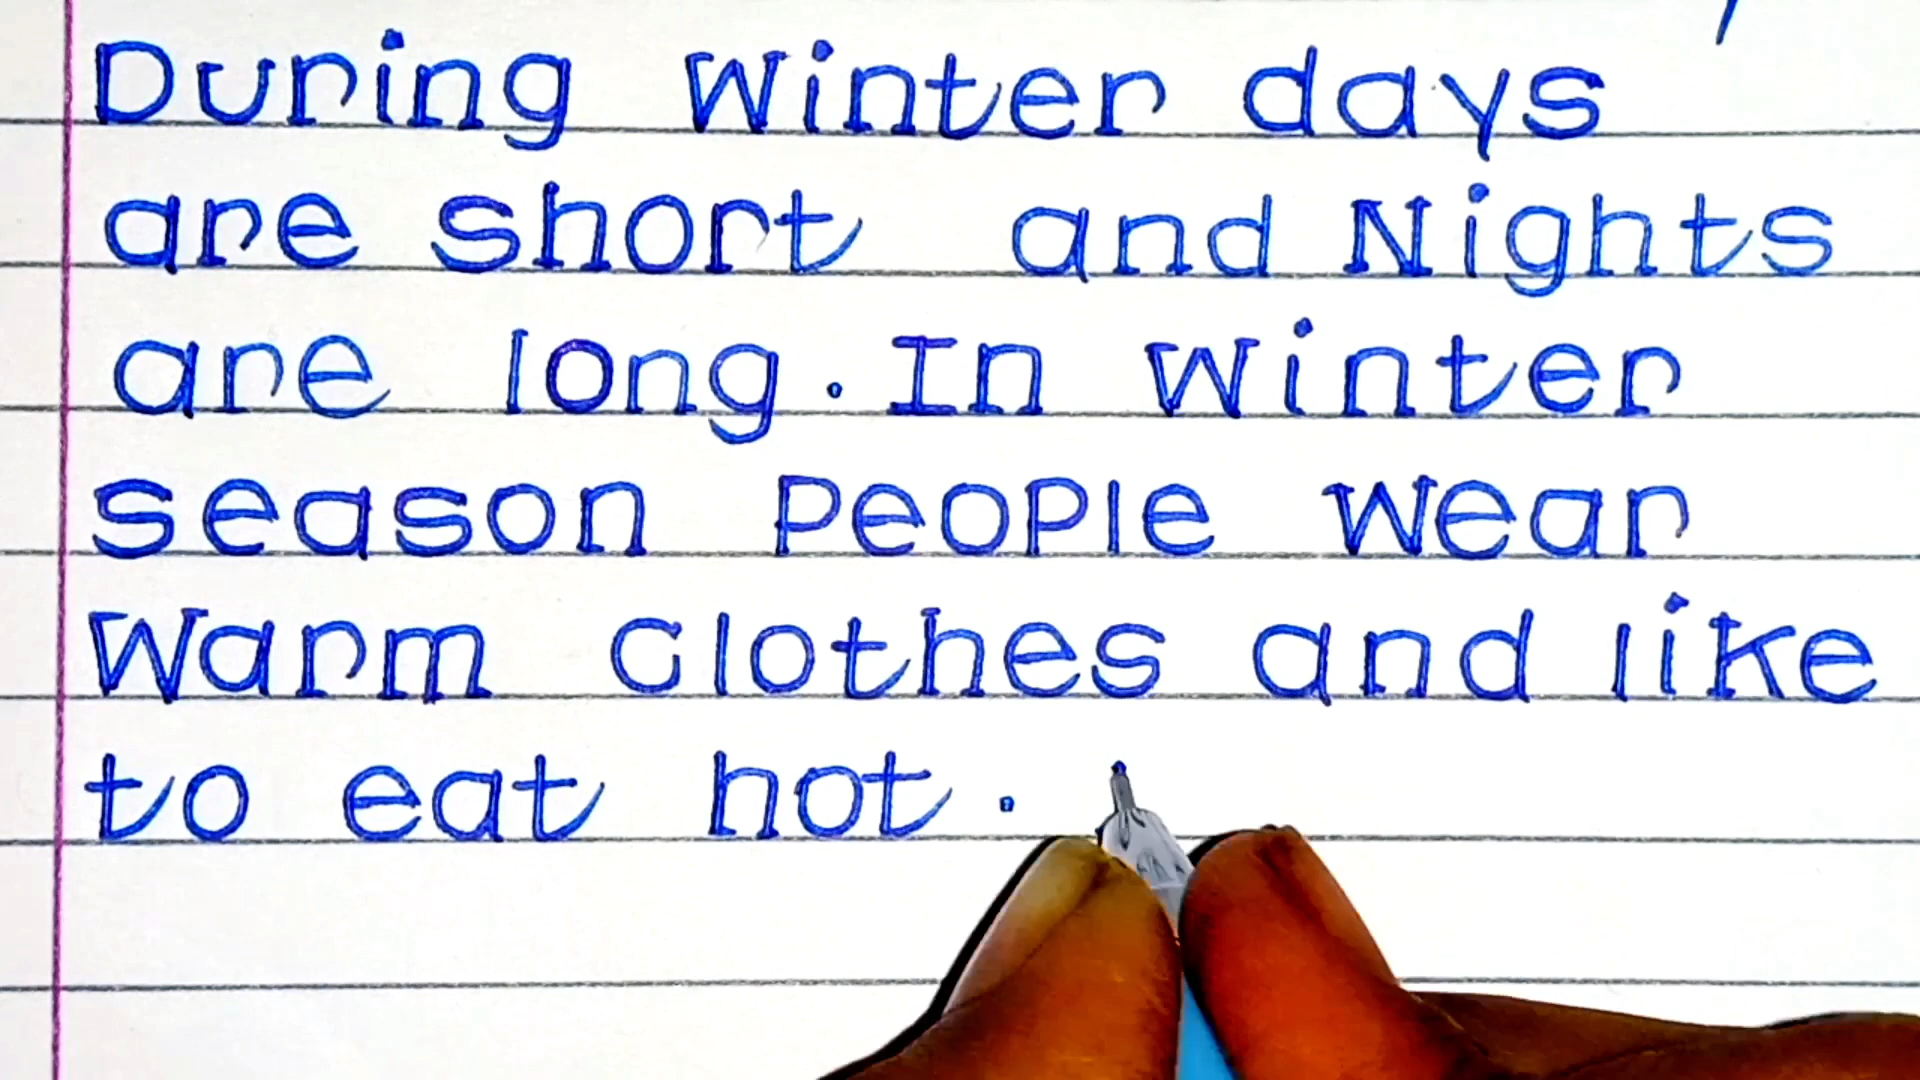 During Winter days
are short and Nights
are long. In Winter
season people wear
warm clothes and like
to eat hot.